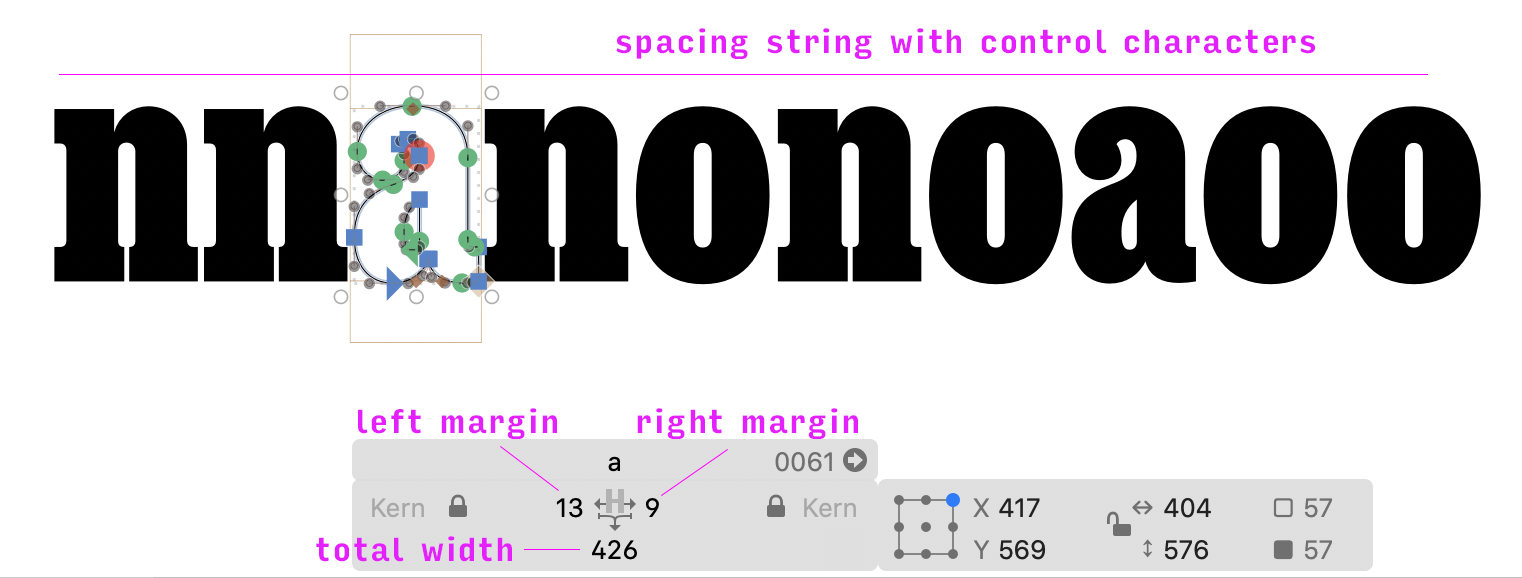 spacing string with control characters
nnanonoaoo
left margin right margin
a 0061
Kern 13 H 9 Kern X 417 404 57
total width 426 Y 569 576 57